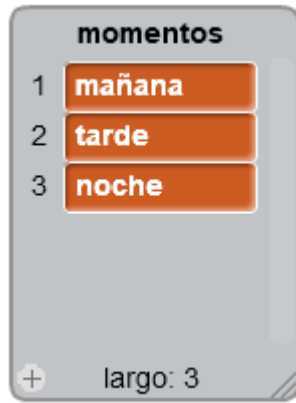 momentos
1 mañana
2 tarde
3 noche
+ largo: 3